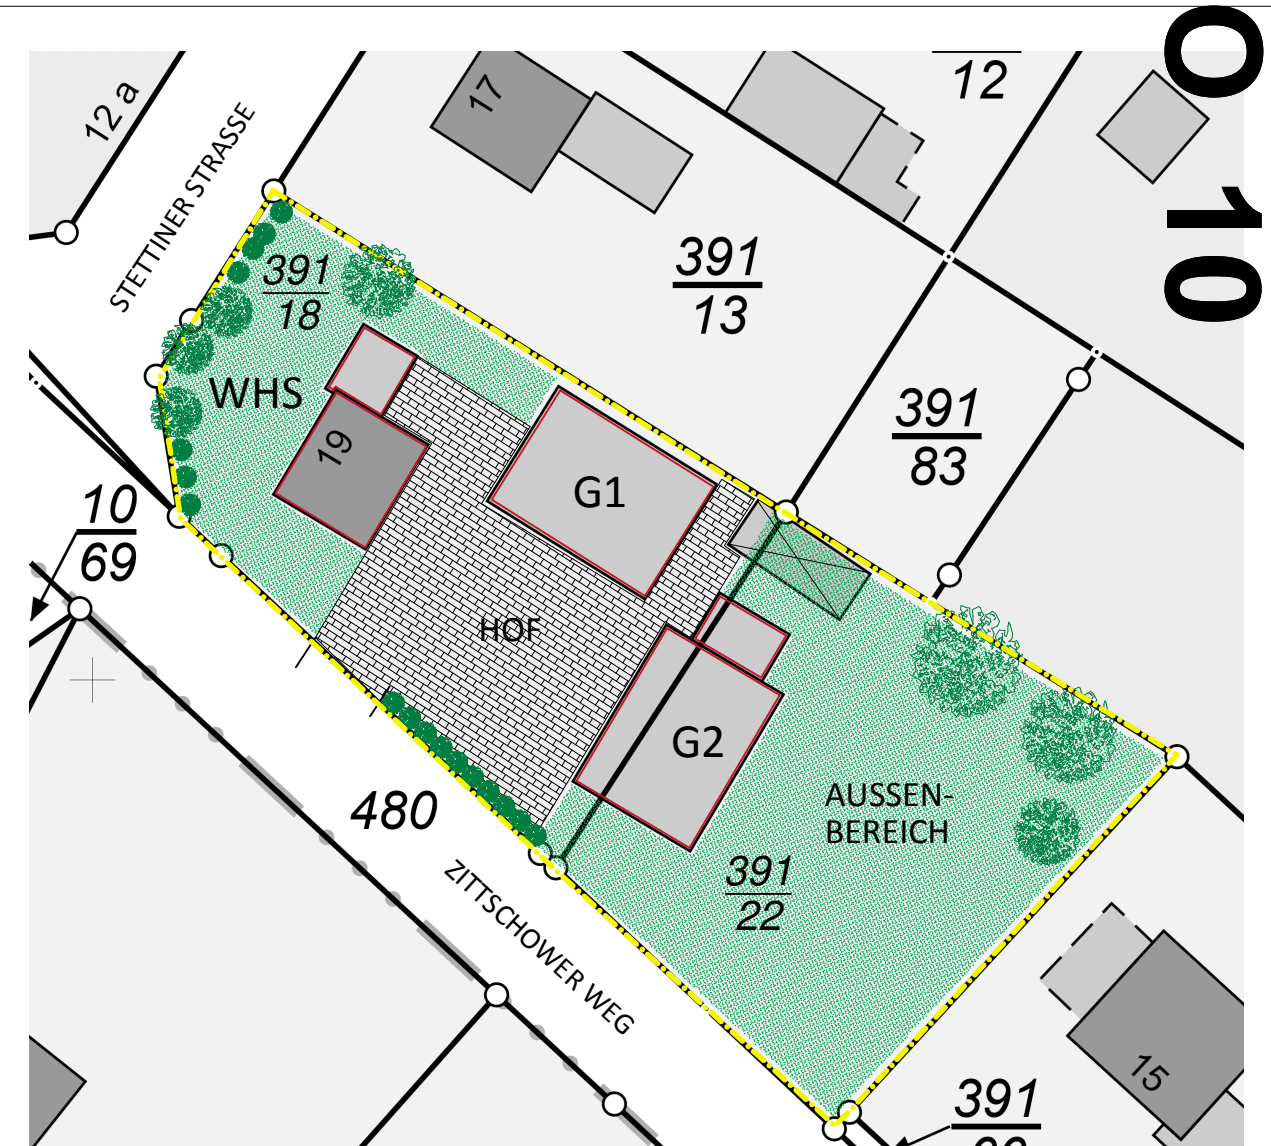 O 10
12
12 a
17
STETTINER STRASSE
391
18
391
13
WHS
391
83
19
G1
10
69
HOF
G2
480
AUSSEN-
BEREICH
391
22
ZITTSCHOWER WEG
15
391